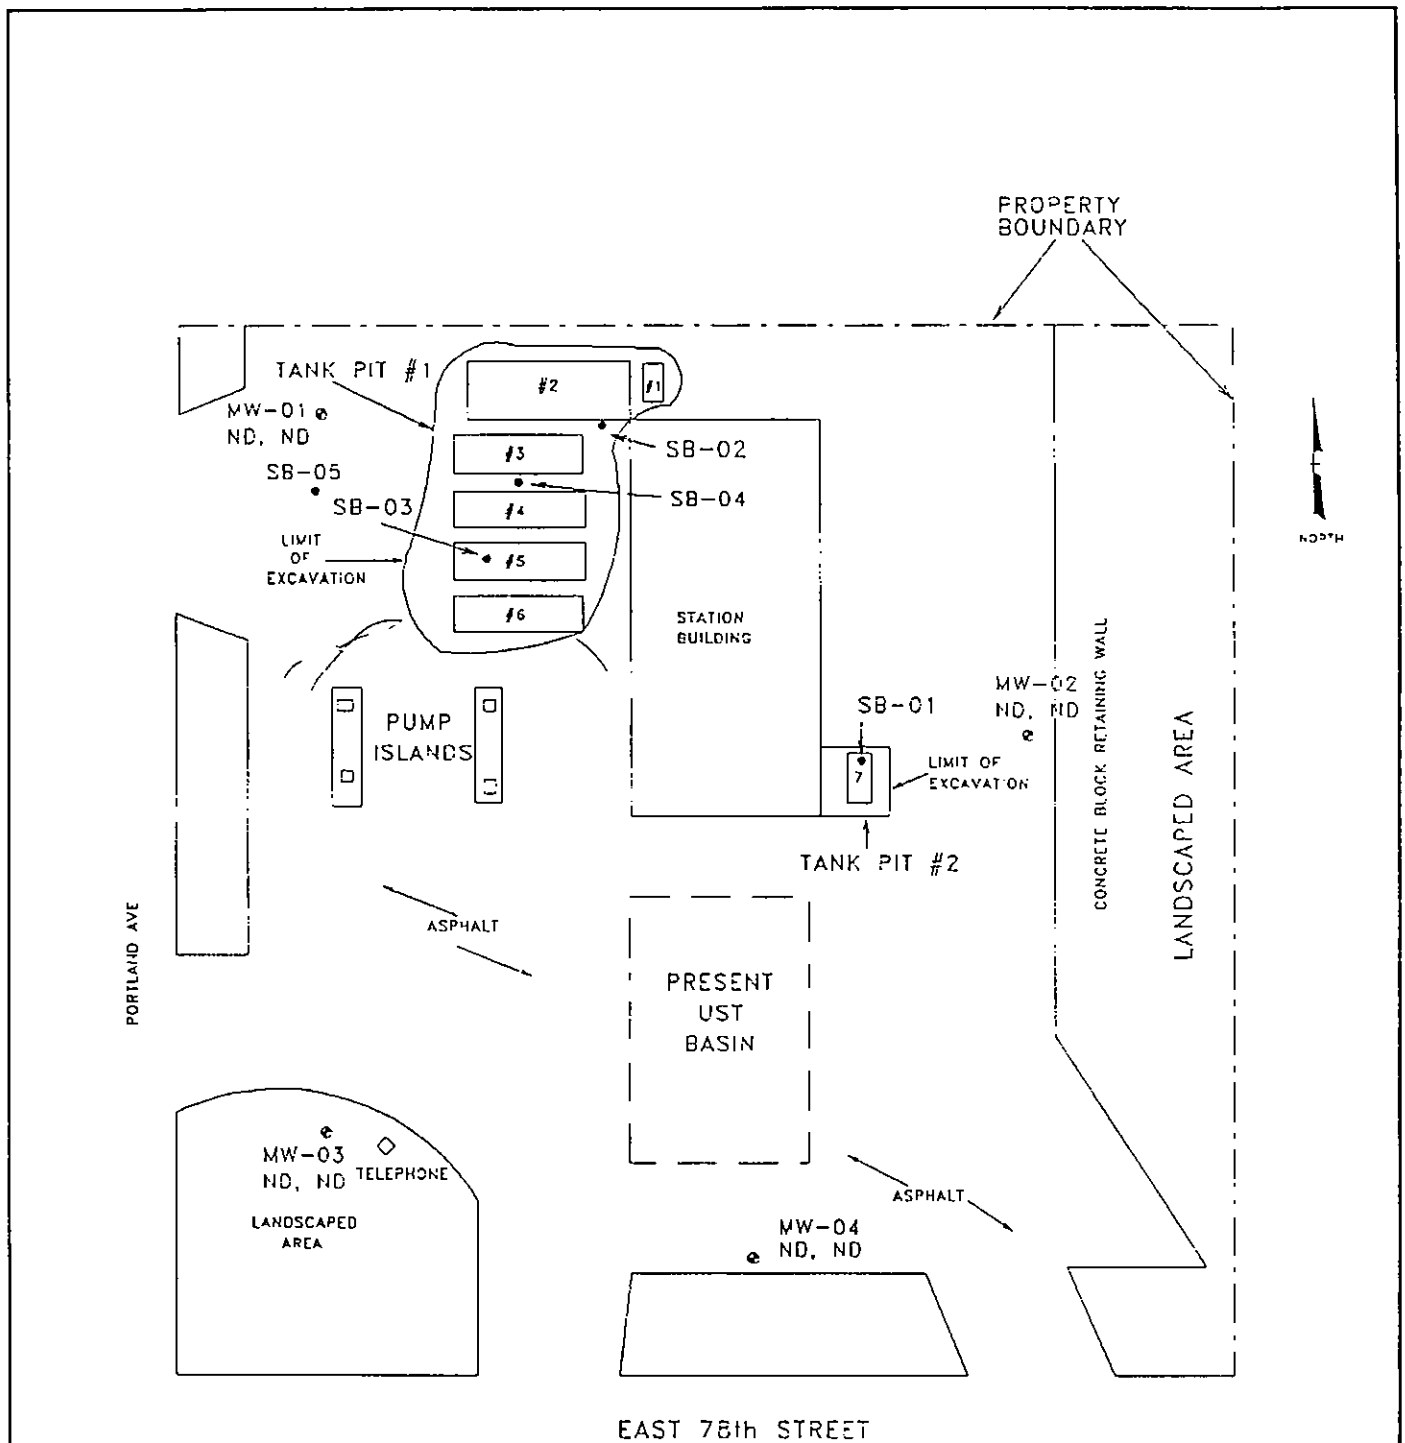 PROPERTY
BOUNDARY
TANK PIT #1
#2
#1
MW-01
ND, ND
SB-02
#3
SB-05
SB-04
SB-03
#4
LIMIT
OF
EXCAVATION
#5
#6
NORTH
STATION
BUILDING
CONCRETE BLOCK RETAINING WALL
MW-02
ND, ND
SB-01
PUMP
ISLANDS
LIMIT OF
EXCAVATION
7
LANDSCAPED AREA
TANK PIT #2
PORTLAND AVE
ASPHALT
PRESENT
UST
BASIN
MW-03
ND, ND
TELEPHONE
LANDSCAPED
AREA
ASPHALT
MW-04
ND, ND
EAST 78th STREET